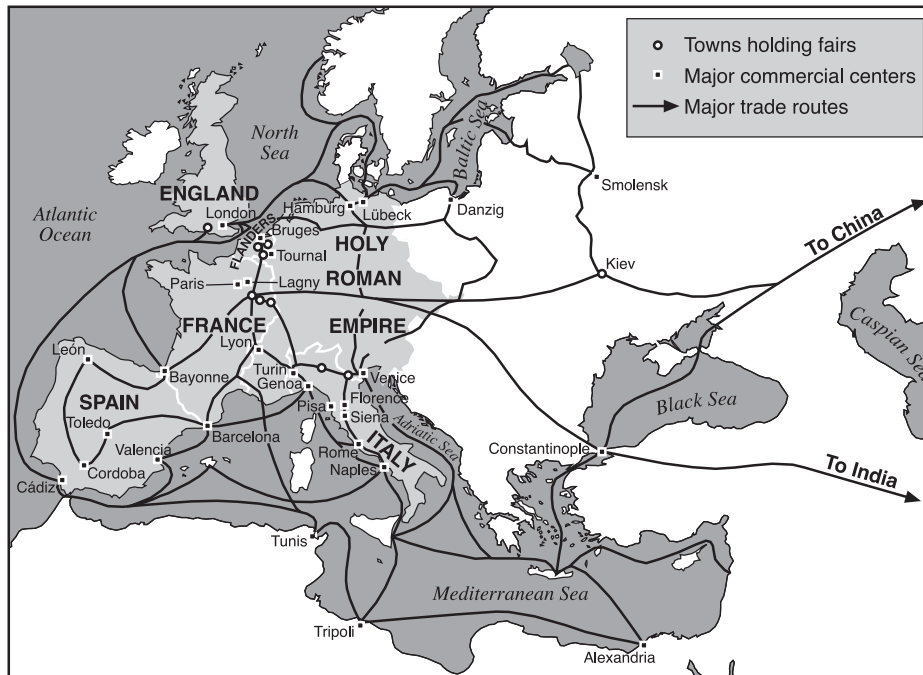 Towns holding fairs
Major commercial centers
Major trade routes
North
Sea
Baltic Sea
ENGLAND
London
Atlantic
Ocean
Hamburg
Lübeck
Danzig
Smolensk
FLANDERS
Bruges
Tournal
HOLY
ROMAN
EMPIRE
Paris
Lagny
Kiev
To China
Caspian Sea
FRANCE
Lyon
León
Bayonne
Turin
Genoa
Venice
Florence
Pisa
Siena
SPAIN
Toledo
Valencia
Barcelona
Adriatic Sea
ITALY
Rome
Naples
Black Sea
Constantinople
To India
Cádiz
Cordoba
Tunis
Mediterranean Sea
Tripoli
Alexandria